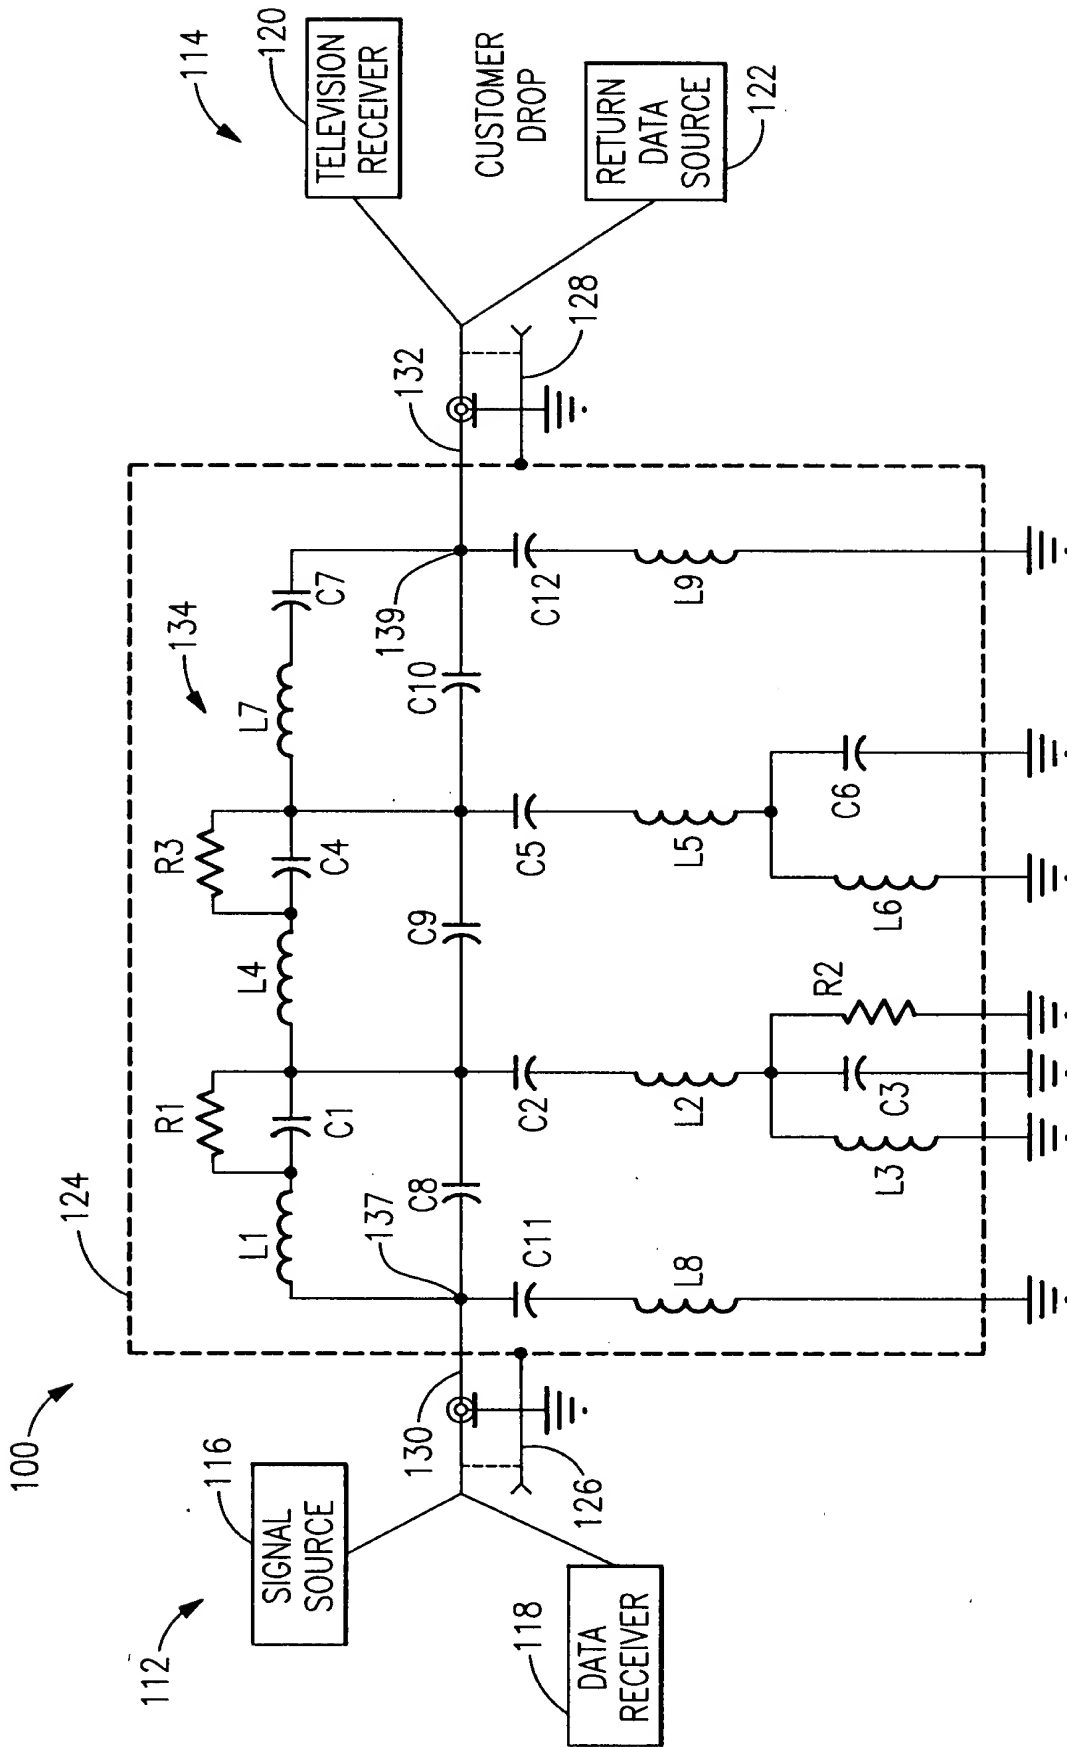 100
112
SIGNAL
SOURCE
116
DATA
RECEIVER
118
130
126
124
137
L1
R1
C1
L4
R3
C4
L7
C7
134
C8
C9
C10
139
C11
L8
C2
L2
L3
C3
R2
C5
L5
L6
C6
C12
L9
132
128
114
TELEVISION
RECEIVER
120
CUSTOMER
DROP
RETURN
DATA
SOURCE
122